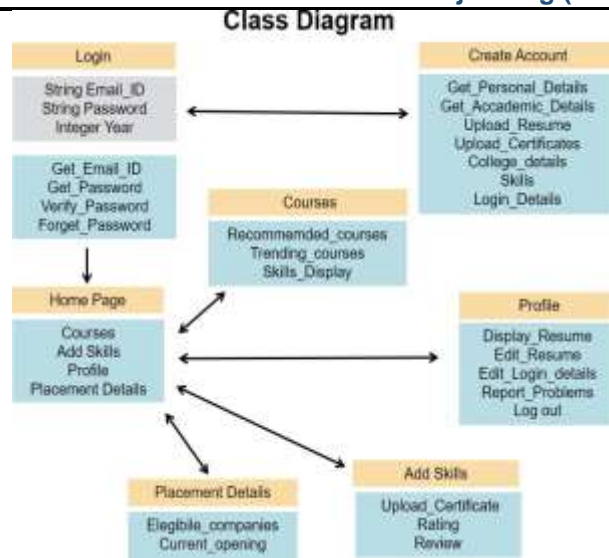 Class Diagram
Login
String Email_ID
String Password
Integer Year
Get_Email_ID
Get_Password
Verify_Password
Forget_Password
Create Account
Get_Personal_Details
Get_Accademic_Details
Upload_Resume
Upload_Certificates
College_details
Skills
Login_Details
Courses
Recommemded_courses
Trending_courses
Skills_Display
Home Page
Courses
Add Skills
Profile
Placement Details
Profile
Display_Resume
Edit_Resume
Edit_Login_details
Report_Problems
Log out
Placement Details
Elegibile_companies
Current_opening
Add Skills
Upload_Certificate
Rating
Review